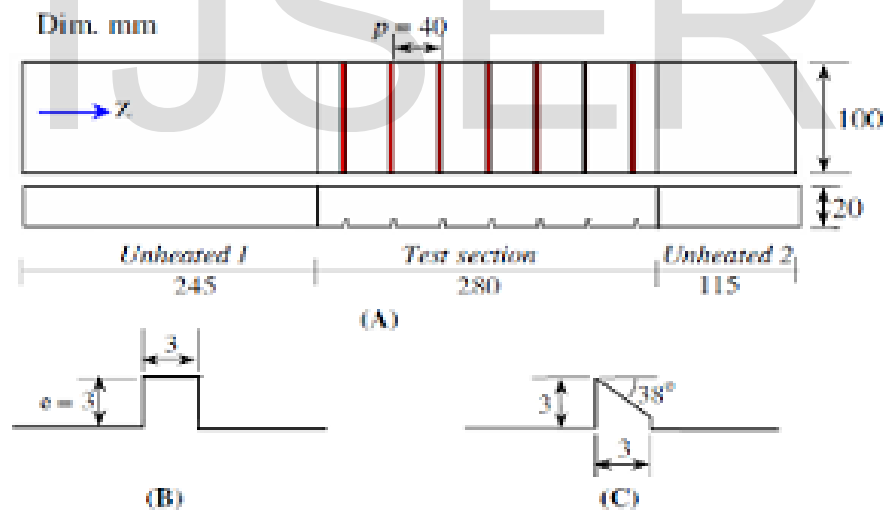 IJSER
Dim. mm
p = 40
Z
100
20
Unheated 1
Test section
Unheated 2
245
280
115
(A)
3
e = 3
(B)
3
38°
3
(C)